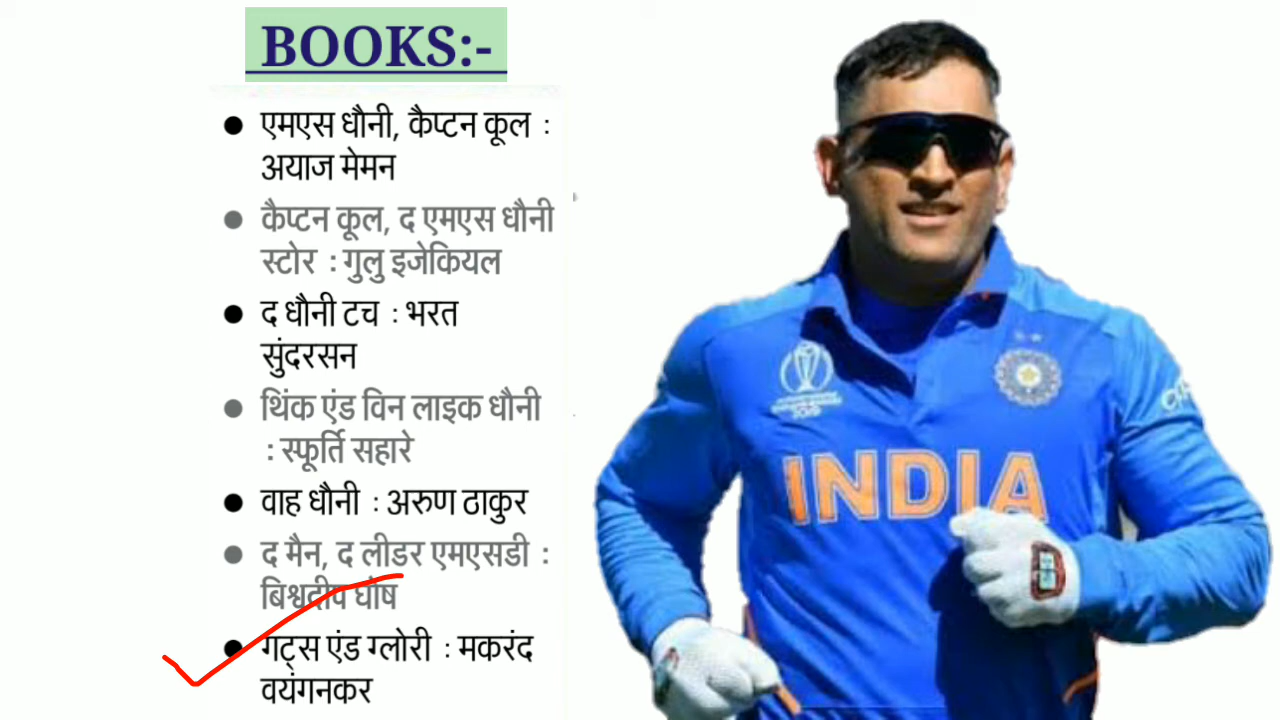 BOOKS:-
• एमएस धौनी, कैप्टन कूल :
अयाज मेमन
• कैप्टन कूल, द एमएस धौनी
स्टोर : गुलु इजेकियल
• द धौनी टच : भरत
सुंदरसन
• थिंक एंड विन लाइक धौनी
: स्फूर्ति सहारे
• वाह धौनी : अरुण ठाकुर
• द मैन, द लीडर एमएसडी :
बिश्वदीप घोष
• गट्स एंड ग्लोरी : मकरंद
वयंगनकर
INDIA